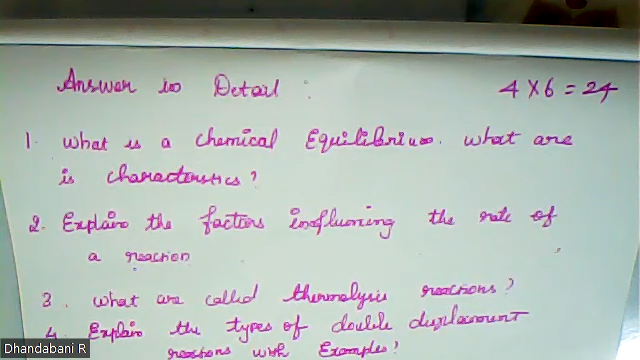 Answer in Detail : 4 x 6 = 24
1. What is a chemical Equilibrium. What are
is characteristics?
2. Explain the factors influening the rate of
a reaction
3. What are called thermolysis reactions?
4. Explain the types of double displacement
reactions with Examples?
Dhandabani R